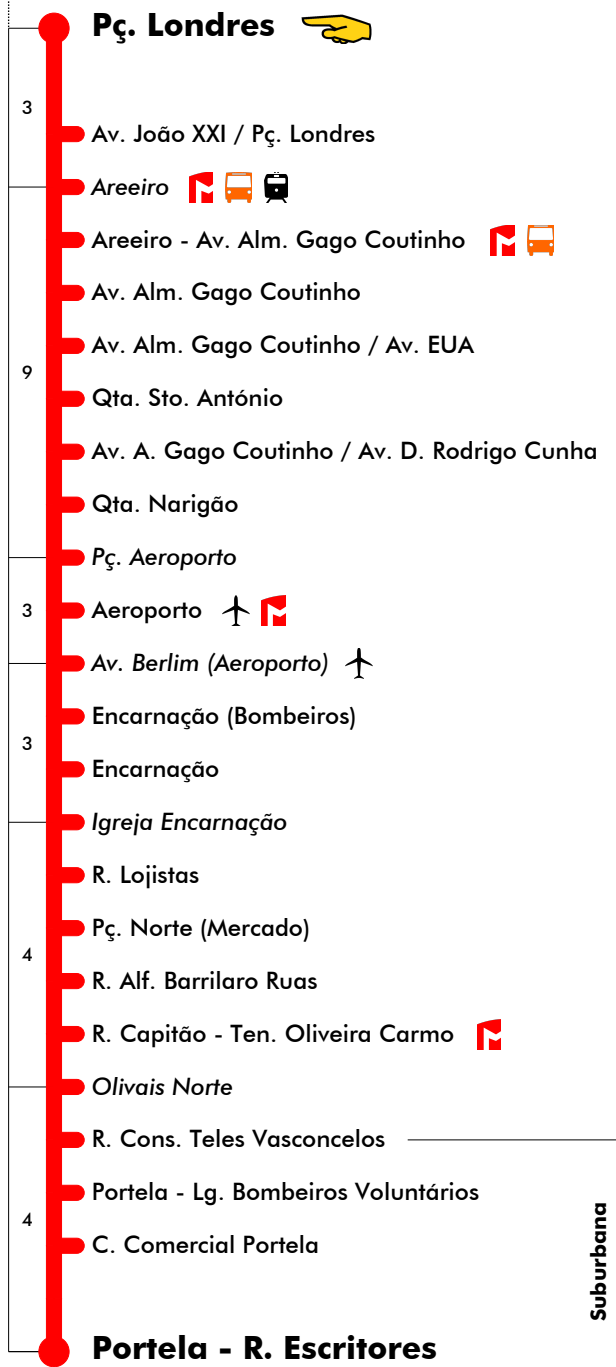 Pç. Londres
3
Av. João XXI / Pç. Londres
Areeiro
Areeiro - Av. Alm. Gago Coutinho
Av. Alm. Gago Coutinho
Av. Alm. Gago Coutinho / Av. EUA
9
Qta. Sto. António
Av. A. Gago Coutinho / Av. D. Rodrigo Cunha
Qta. Narigão
Pç. Aeroporto
3
Aeroporto
Av. Berlim (Aeroporto)
Encarnação (Bombeiros)
3
Encarnação
Igreja Encarnação
R. Lojistas
Pç. Norte (Mercado)
4
R. Alf. Barrilaro Ruas
R. Capitão - Ten. Oliveira Carmo
Olivais Norte
R. Cons. Teles Vasconcelos
Portela - Lg. Bombeiros Voluntários
4
C. Comercial Portela
Suburbana
Portela - R. Escritores